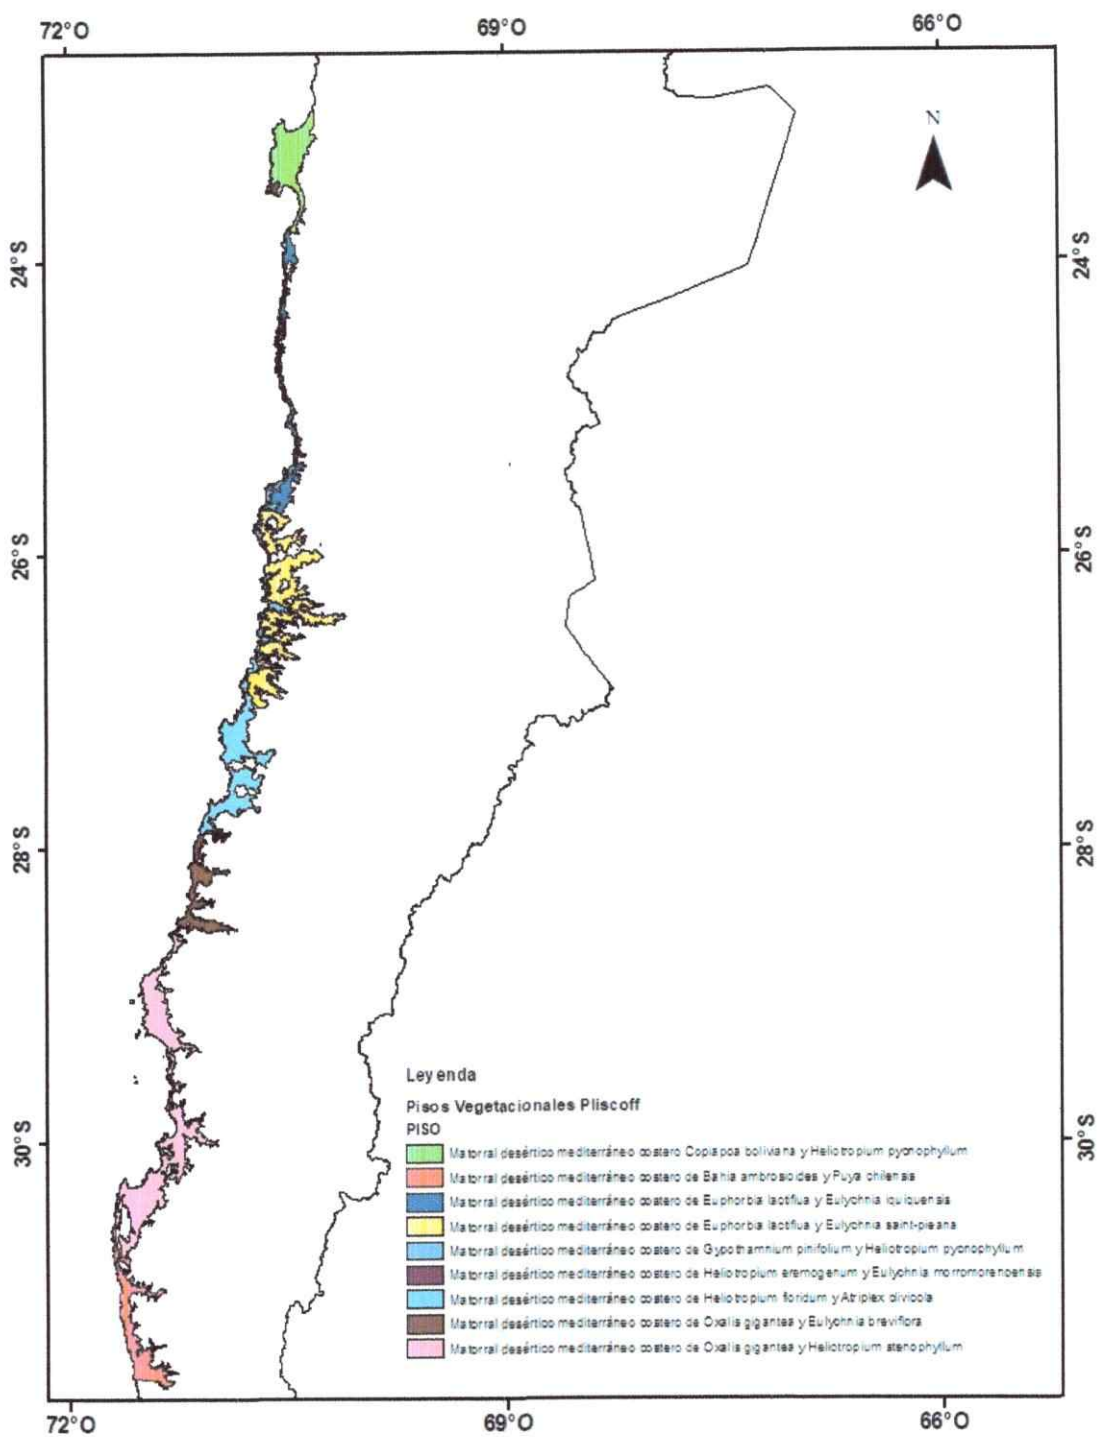 72°O 69°O 66°O
N
24°S 24°S
26°S 26°S
28°S 28°S
30°S 30°S
Leyenda
Pisos Vegetacionales Pliscoff
PISO
Matorral desértico mediterráneo costero Copiapoa boliviana y Heliotropium pycnophyllum
Matorral desértico mediterráneo costero de Bahia ambrosioides y Puya chilensis
Matorral desértico mediterráneo costero de Euphorbia lactiflua y Eulychnia iquiquensis
Matorral desértico mediterráneo costero de Euphorbia lactiflua y Eulychnia saint-pieana
Matorral desértico mediterráneo costero de Gypothamnium pinifolium y Heliotropium pycnophyllum
Matorral desértico mediterráneo costero de Heliotropium eremogenum y Eulychnia morromorenoensis
Matorral desértico mediterráneo costero de Heliotropium floridum y Atriplex clivicola
Matorral desértico mediterráneo costero de Oxalis gigantea y Eulychnia breviflora
Matorral desértico mediterráneo costero de Oxalis gigantea y Heliotropium stenophyllum
72°O 69°O 66°O